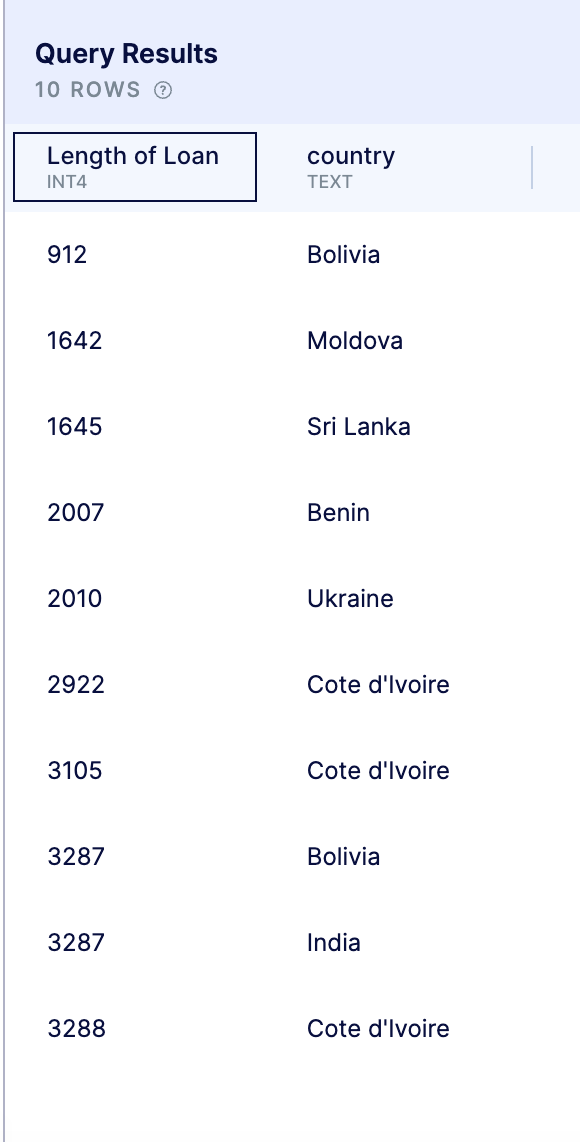 Query Results
10 ROWS ?
Length of Loan country
INT4 TEXT
912 Bolivia
1642 Moldova
1645 Sri Lanka
2007 Benin
2010 Ukraine
2922 Cote d'Ivoire
3105 Cote d'Ivoire
3287 Bolivia
3287 India
3288 Cote d'Ivoire